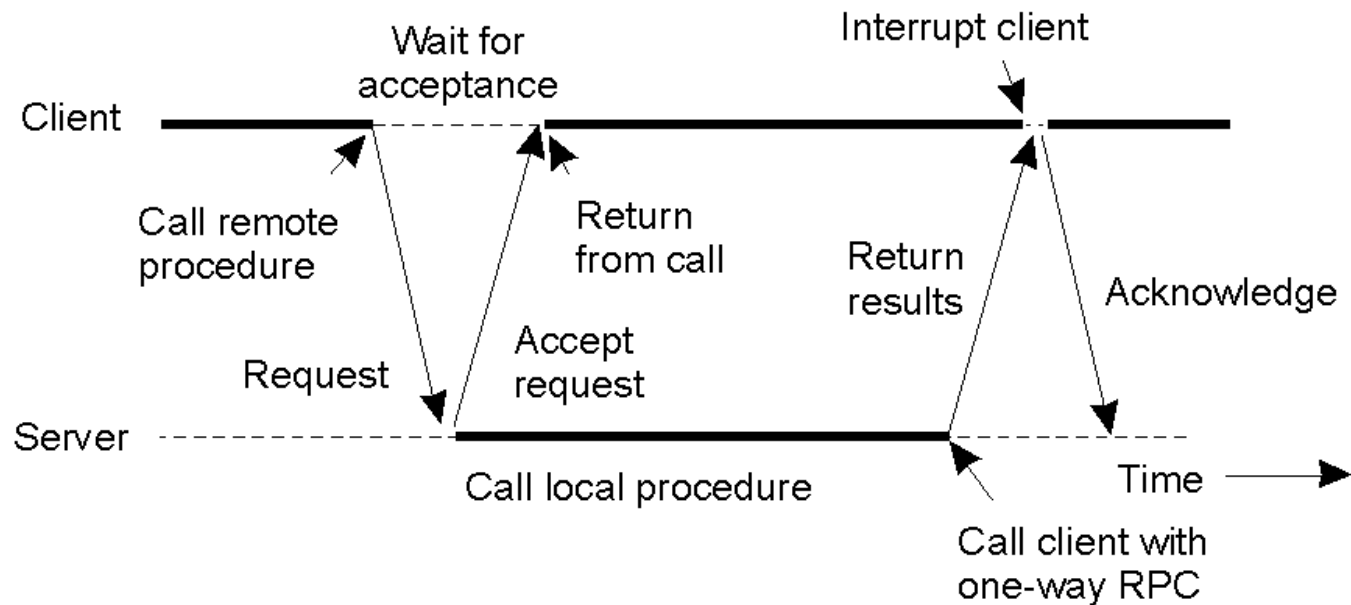 Interrupt client
Wait for
acceptance
Client
Call remote
procedure
Return
from call
Return
results
Acknowledge
Request
Accept
request
Server
Call local procedure
Time
Call client with
one-way RPC